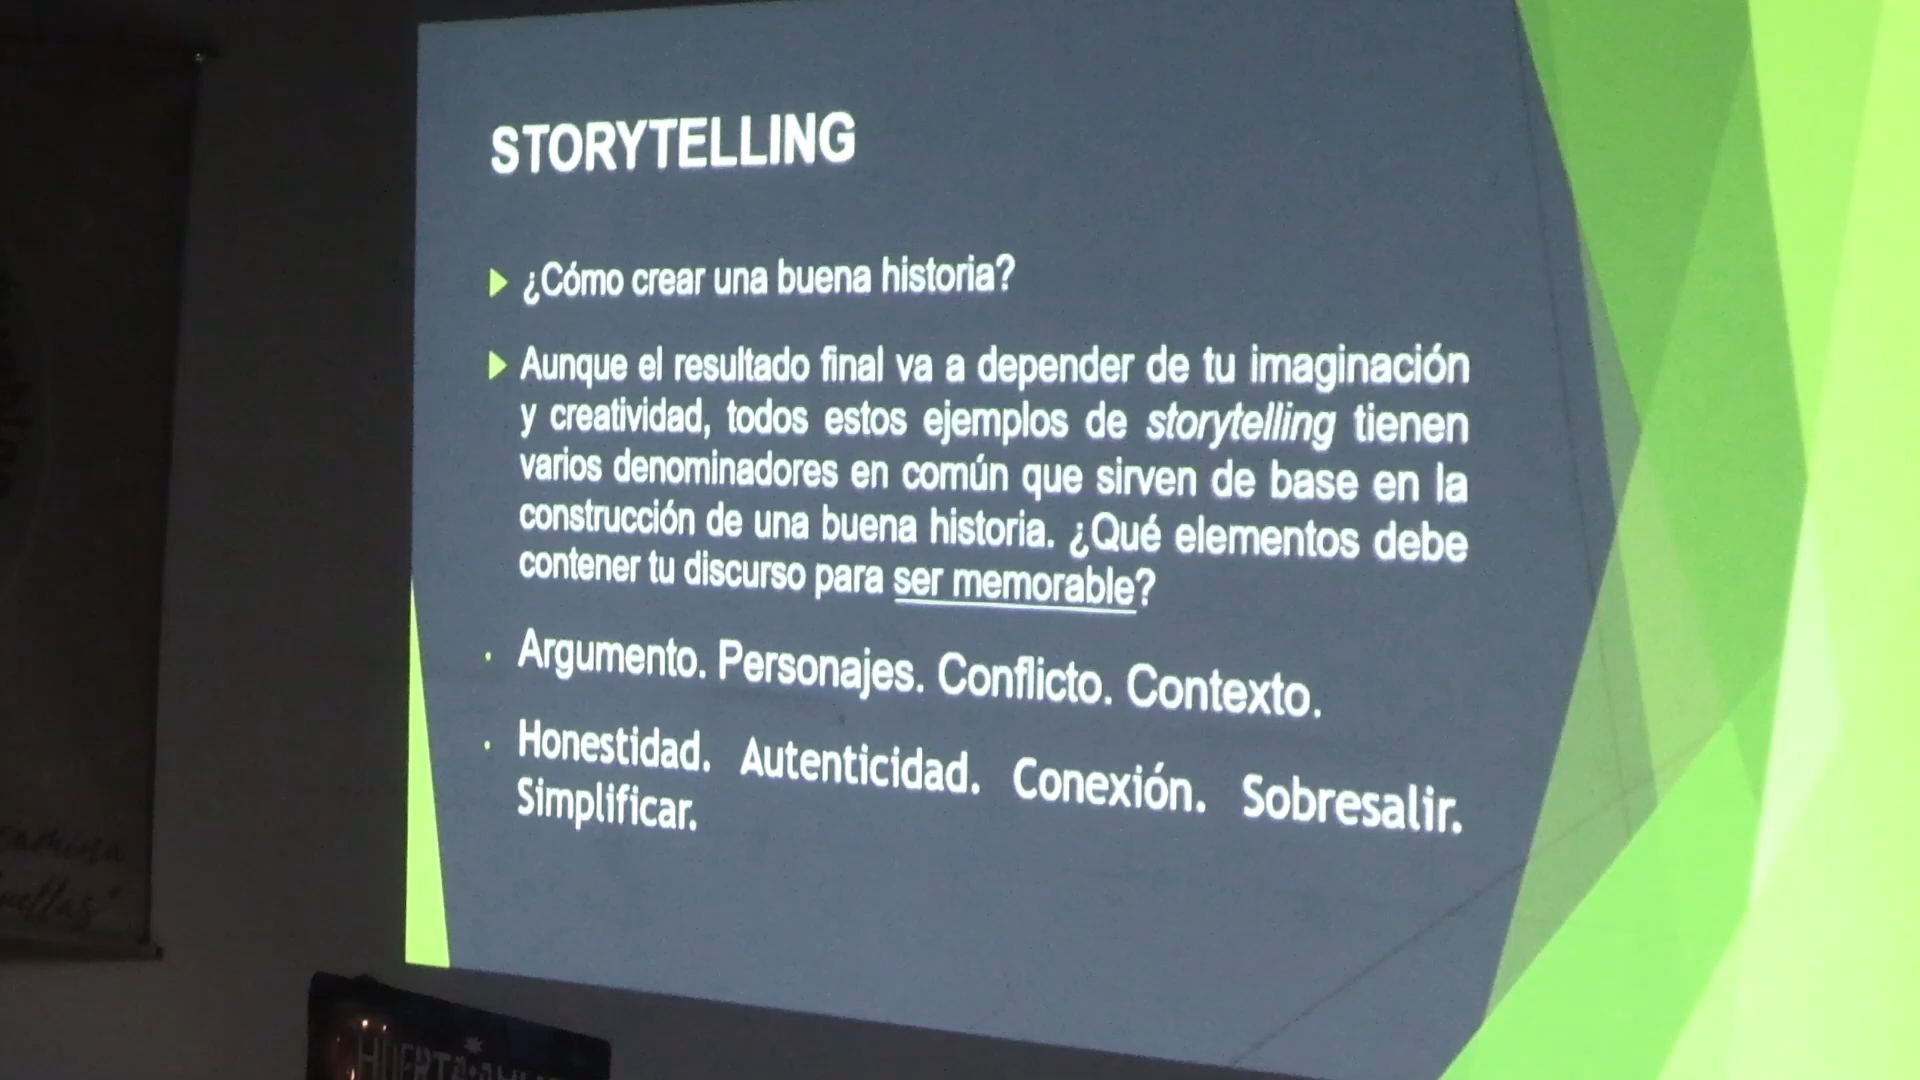 STORYTELLING
¿Cómo crear una buena historia?
Aunque el resultado final va a depender de tu imaginación
y creatividad, todos estos ejemplos de storytelling tienen
varios denominadores en común que sirven de base en la
construcción de una buena historia. ¿Qué elementos debe
contener tu discurso para ser memorable?
Argumento. Personajes. Conflicto. Contexto.
Honestidad. Autenticidad. Conexión. Sobresalir.
Simplificar.